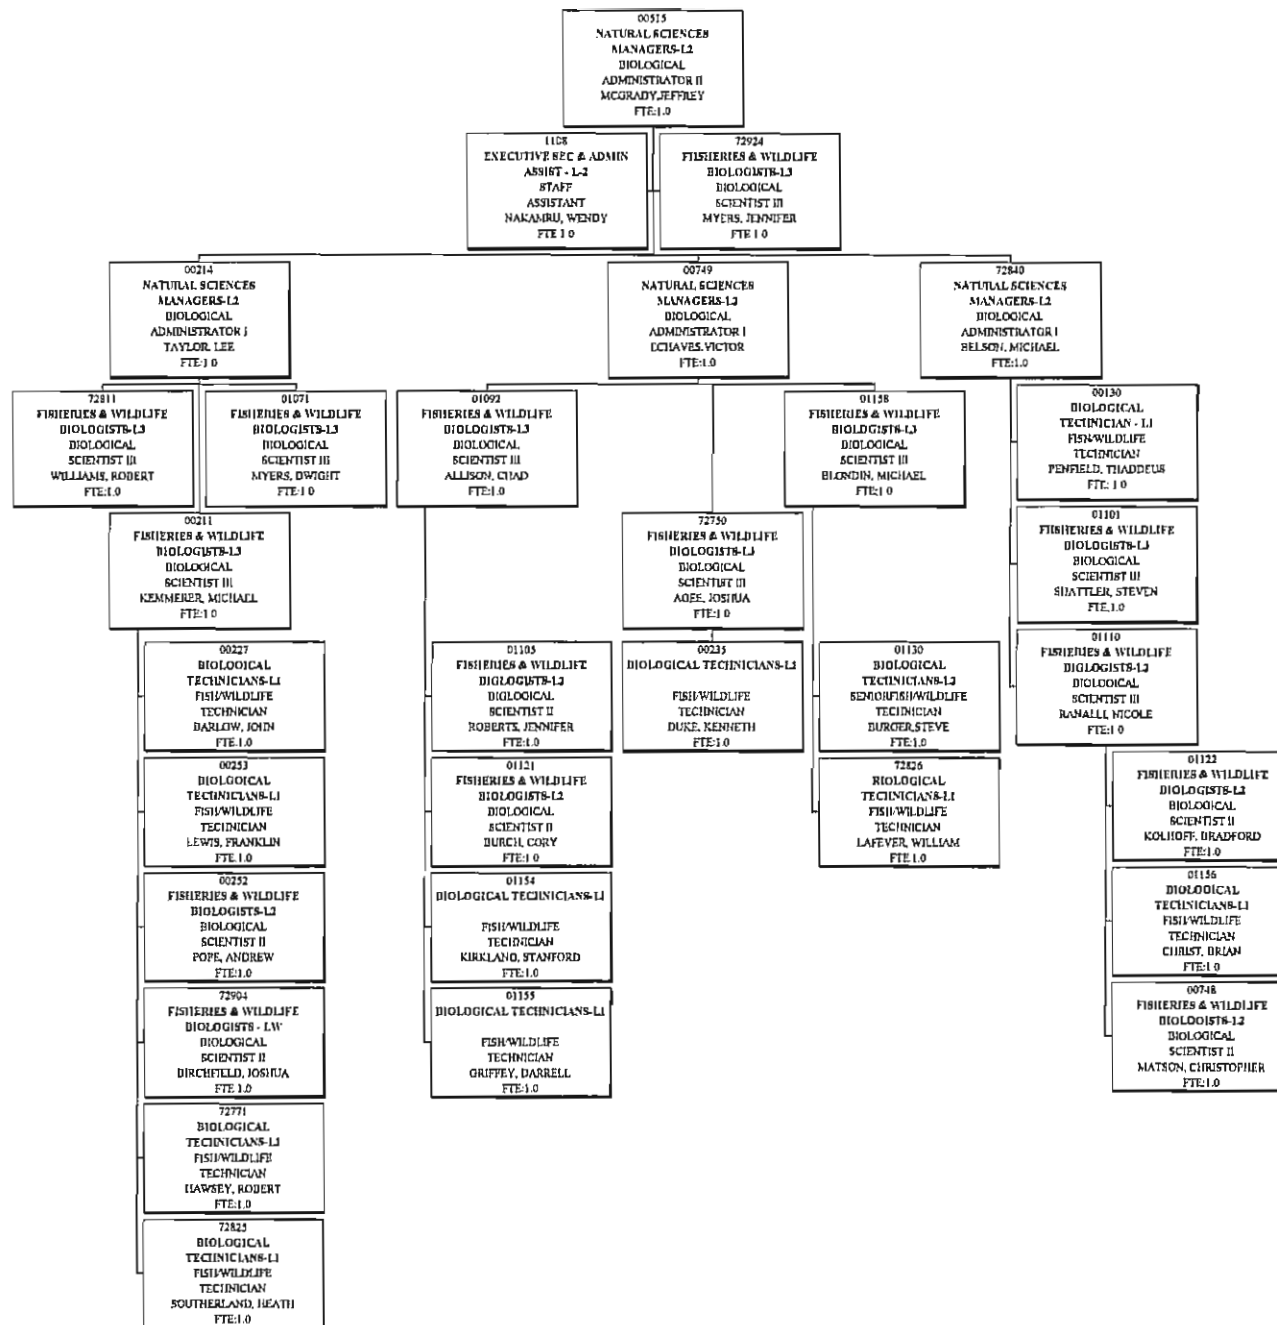 00515
NATURAL SCIENCES
MANAGERS-L2
BIOLOGICAL
ADMINISTRATOR II
MCGRADY,JEFFREY
FTE:1.0
1108
EXECUTIVE SEC & ADMIN
ASSIST - L-2
STAFF
ASSISTANT
NAKAMRU, WENDY
FTE 1.0
72924
FISHERIES & WILDLIFE
BIOLOGISTS-L3
BIOLOGICAL
SCIENTIST III
MYERS, JENNIFER
FTE 1.0
00214
NATURAL SCIENCES
MANAGERS-L2
BIOLOGICAL
ADMINISTRATOR I
TAYLOR, LEE
FTE:1.0
00749
NATURAL SCIENCES
MANAGERS-L2
BIOLOGICAL
ADMINISTRATOR I
ECHAVES,VICTOR
FTE:1.0
72840
NATURAL SCIENCES
MANAGERS-L2
BIOLOGICAL
ADMINISTRATOR I
BELSON, MICHAEL
FTE:1.0
72811
FISHERIES & WILDLIFE
BIOLOGISTS-L3
BIOLOGICAL
SCIENTIST III
WILLIAMS, ROBERT
FTE:1.0
01071
FISHERIES & WILDLIFE
BIOLOGISTS-L3
BIOLOGICAL
SCIENTIST III
MYERS, DWIGHT
FTE:1.0
01092
FISHERIES & WILDLIFE
BIOLOGISTS-L3
BIOLOGICAL
SCIENTIST III
ALLISON, CHAD
FTE:1.0
01158
FISHERIES & WILDLIFE
BIOLOGISTS-L3
BIOLOGICAL
SCIENTIST III
BLONDIN, MICHAEL
FTE:1.0
00130
BIOLOGICAL
TECHNICIAN - L1
FISH/WILDLIFE
TECHNICIAN
PENFIELD, THADDEUS
FTE: 1.0
00211
FISHERIES & WILDLIFE
BIOLOGISTS-L3
BIOLOGICAL
SCIENTIST III
KEMMERER, MICHAEL
FTE:1.0
72750
FISHERIES & WILDLIFE
BIOLOGISTS-L3
BIOLOGICAL
SCIENTIST III
AGEE, JOSHUA
FTE:1.0
01101
FISHERIES & WILDLIFE
BIOLOGISTS-L3
BIOLOGICAL
SCIENTIST III
SHATTLER, STEVEN
FTE:1.0
00227
BIOLOGICAL
TECHNICIANS-L1
FISH/WILDLIFE
TECHNICIAN
BARLOW, JOHN
FTE:1.0
01105
FISHERIES & WILDLIFE
BIOLOGISTS-L2
BIOLOGICAL
SCIENTIST II
ROBERTS, JENNIFER
FTE:1.0
00235
BIOLOGICAL TECHNICIANS-L1
FISH/WILDLIFE
TECHNICIAN
DUKE, KENNETH
FTE:1.0
01130
BIOLOGICAL
TECHNICIANS-L2
SENIORFISH/WILDLIFE
TECHNICIAN
BURGER,STEVE
FTE:1.0
01110
FISHERIES & WILDLIFE
BIOLOGISTS-L3
BIOLOGICAL
SCIENTIST III
RANALLI, NICOLE
FTE:1.0
00253
BIOLGOICAL
TECHNICIANS-L1
FISH/WILDLIFE
TECHNICIAN
LEWIS, FRANKLIN
FTE:1.0
01121
FISHERIES & WILDLIFE
BIOLOGISTS-L2
BIOLOGICAL
SCIENTIST II
BURCH, CORY
FTE:1.0
72826
BIOLOGICAL
TECHNICIANS-L1
FISH/WILDLIFE
TECHNICIAN
LAFEVER, WILLIAM
FTE:1.0
01122
FISHERIES & WILDLIFE
BIOLOGISTS-L2
BIOLOGICAL
SCIENTIST II
KOLHOFF, BRADFORD
FTE:1.0
00252
FISHERIES & WILDLIFE
BIOLOGISTS-L2
BIOLOGICAL
SCIENTIST II
POPE, ANDREW
FTE:1.0
01154
BIOLOGICAL TECHNICIANS-L1
FISH/WILDLIFE
TECHNICIAN
KIRKLAND, STANFORD
FTE:1.0
01156
BIOLOGICAL
TECHNICIANS-L1
FISH/WILDLIFE
TECHNICIAN
CHRIST, BRIAN
FTE:1.0
72904
FISHERIES & WILDLIFE
BIOLOGISTS - LW
BIOLOGICAL
SCIENTIST II
BIRCHFIELD, JOSHUA
FTE 1.0
01155
BIOLOGICAL TECHNICIANS-L1
FISH/WILDLIFE
TECHNICIAN
GRIFFEY, DARRELL
FTE:1.0
00748
FISHERIES & WILDLIFE
BIOLOGISTS-L2
BIOLOGICAL
SCIENTIST II
MATSON, CHRISTOPHER
FTE:1.0
72771
BIOLOGICAL
TECHNICIANS-L1
FISH/WILDLIFE
TECHNICIAN
HAWSEY, ROBERT
FTE:1.0
72825
BIOLOGICAL
TECHNICIANS-L1
FISH/WILDLIFE
TECHNICIAN
SOUTHERLAND, HEATH
FTE:1.0